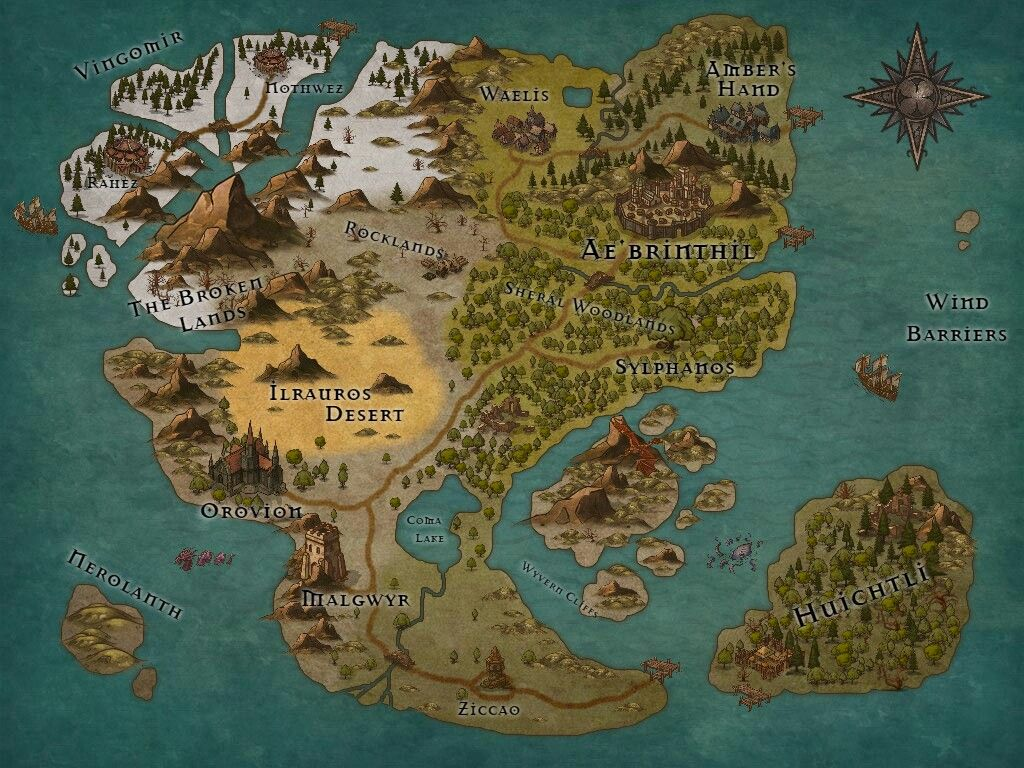 Vingomir
Nothwez
Rahez
Waelis
Amber's
Hand
Rocklands
Ae'brinthil
The Broken
Lands
Sheral Woodlands
Wind
Barriers
Sylphanos
Ilrauros
Desert
Orovion
Coma
Lake
Nerolanth
Malgwyr
Wyvern Cliffs
Huichtli
Ziccao